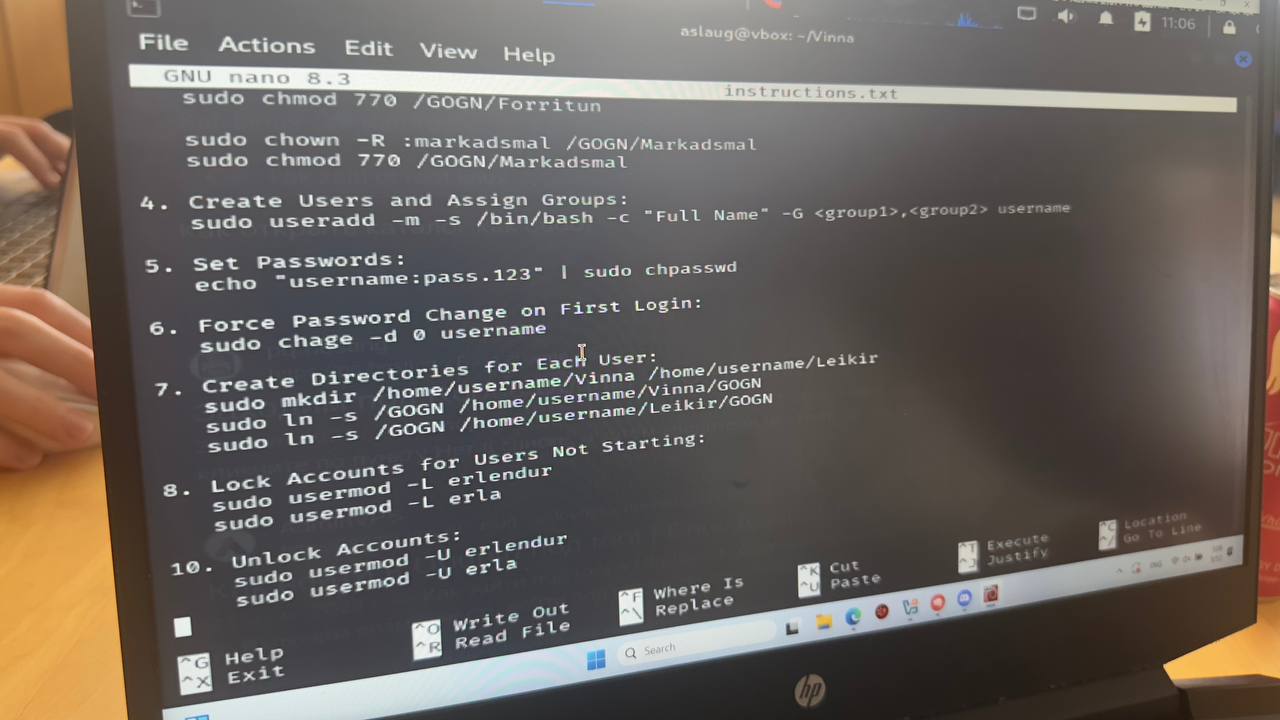 aslaug@vbox: ~/Vinna
11:06
File Actions Edit View Help
GNU nano 8.3 instructions.txt
sudo chmod 770 /GOGN/Forritun
sudo chown -R :markadsmal /GOGN/Markadsmal
sudo chmod 770 /GOGN/Markadsmal
4. Create Users and Assign Groups:
sudo useradd -m -s /bin/bash -c "Full Name" -G <group1>,<group2> username
5. Set Passwords:
echo "username:pass.123" | sudo chpasswd
6. Force Password Change on First Login:
sudo chage -d 0 username
7. Create Directories for Each User:
sudo mkdir /home/username/Vinna /home/username/Leikir
sudo ln -s /GOGN /home/username/Vinna/GOGN
sudo ln -s /GOGN /home/username/Leikir/GOGN
8. Lock Accounts for Users Not Starting:
sudo usermod -L erlendur
sudo usermod -L erla
10. Unlock Accounts:
sudo usermod -U erlendur
sudo usermod -U erla
^G Help ^O Write Out ^F Where Is ^K Cut ^T Execute ^C Location
^X Exit ^R Read File ^\ Replace ^U Paste ^J Justify ^/ Go To Line
Search
hp